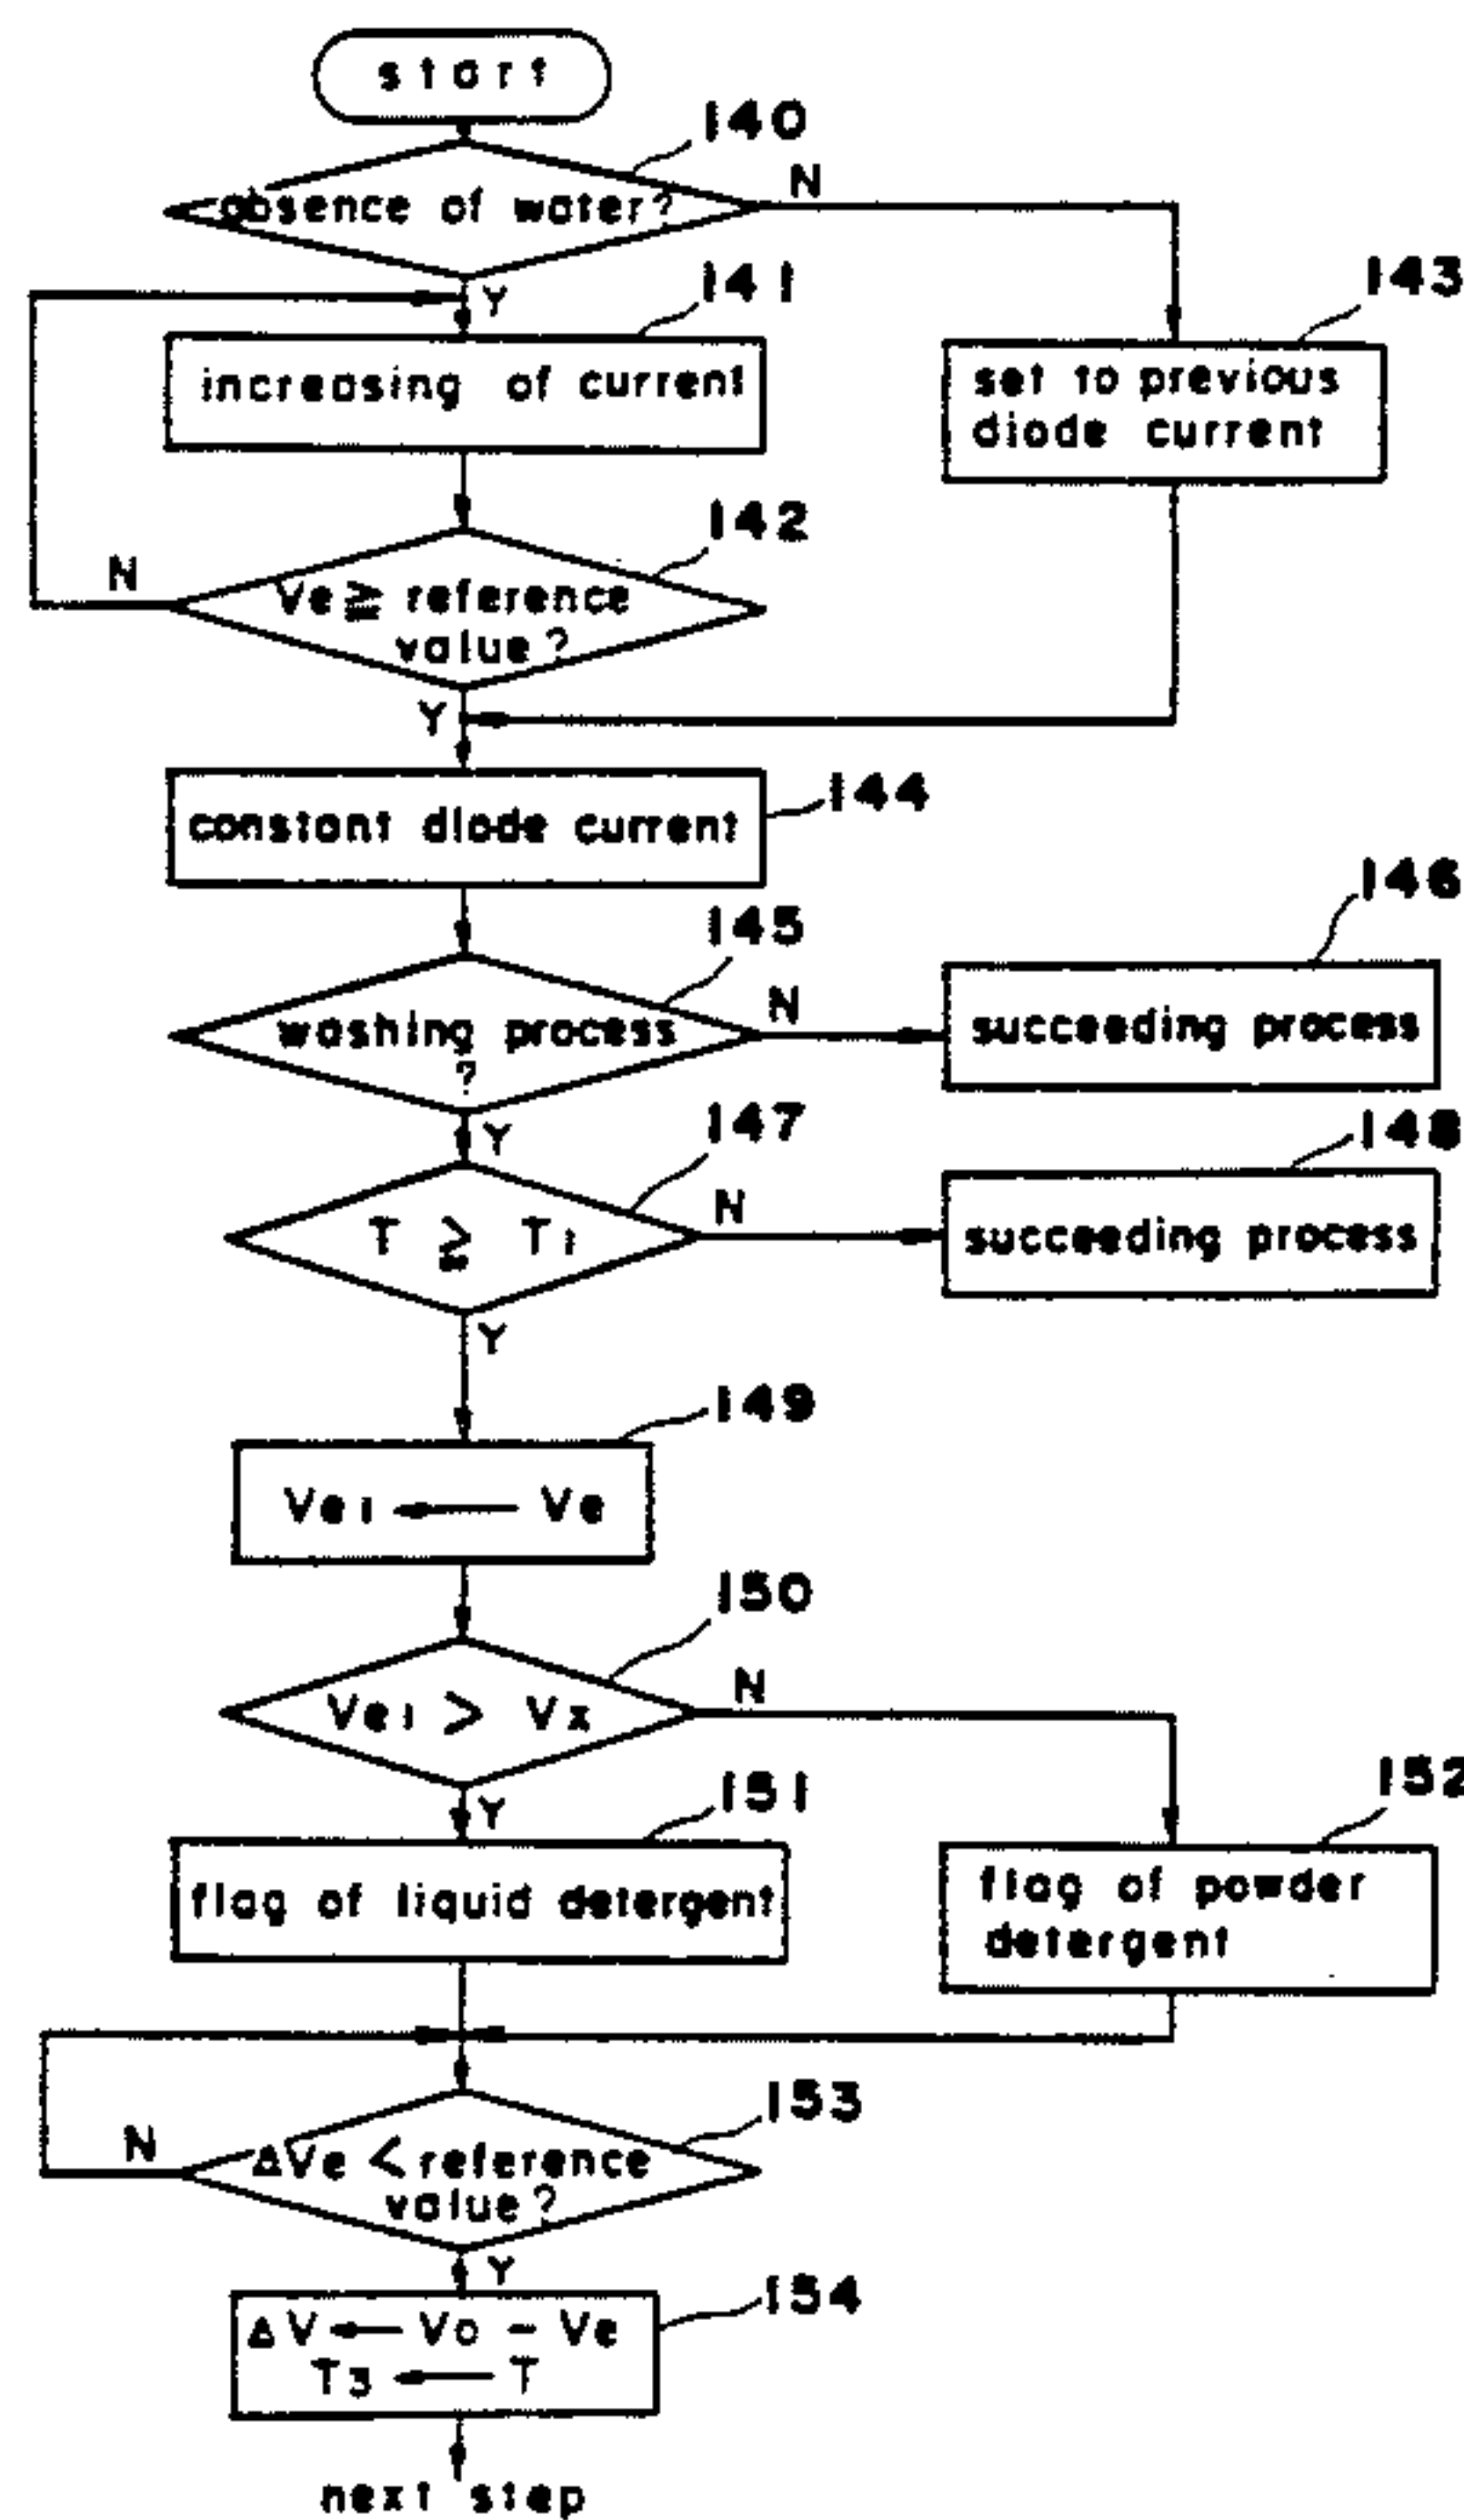 start
140
absence of water?
N
Y
141
143
increasing of current
set to previous
diode current
142
N
Ve ≧ reference
value?
Y
constant diode current
144
145
146
washing process
?
N
succeeding process
Y
147
148
T ≧ T1
N
succeeding process
Y
149
Ve1 ← Ve
150
Ve1 > Vx
N
Y
151
152
flag of liquid detergent
flag of powder
detergent
153
N
ΔVe < reference
value?
Y
154
ΔV ← Vo - Ve
T3 ← T
next step